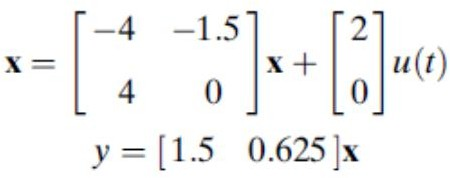 x = [ -4 -1.5 ; 4 0 ] x + [ 2 ; 0 ] u(t)
y = [1.5 0.625]x